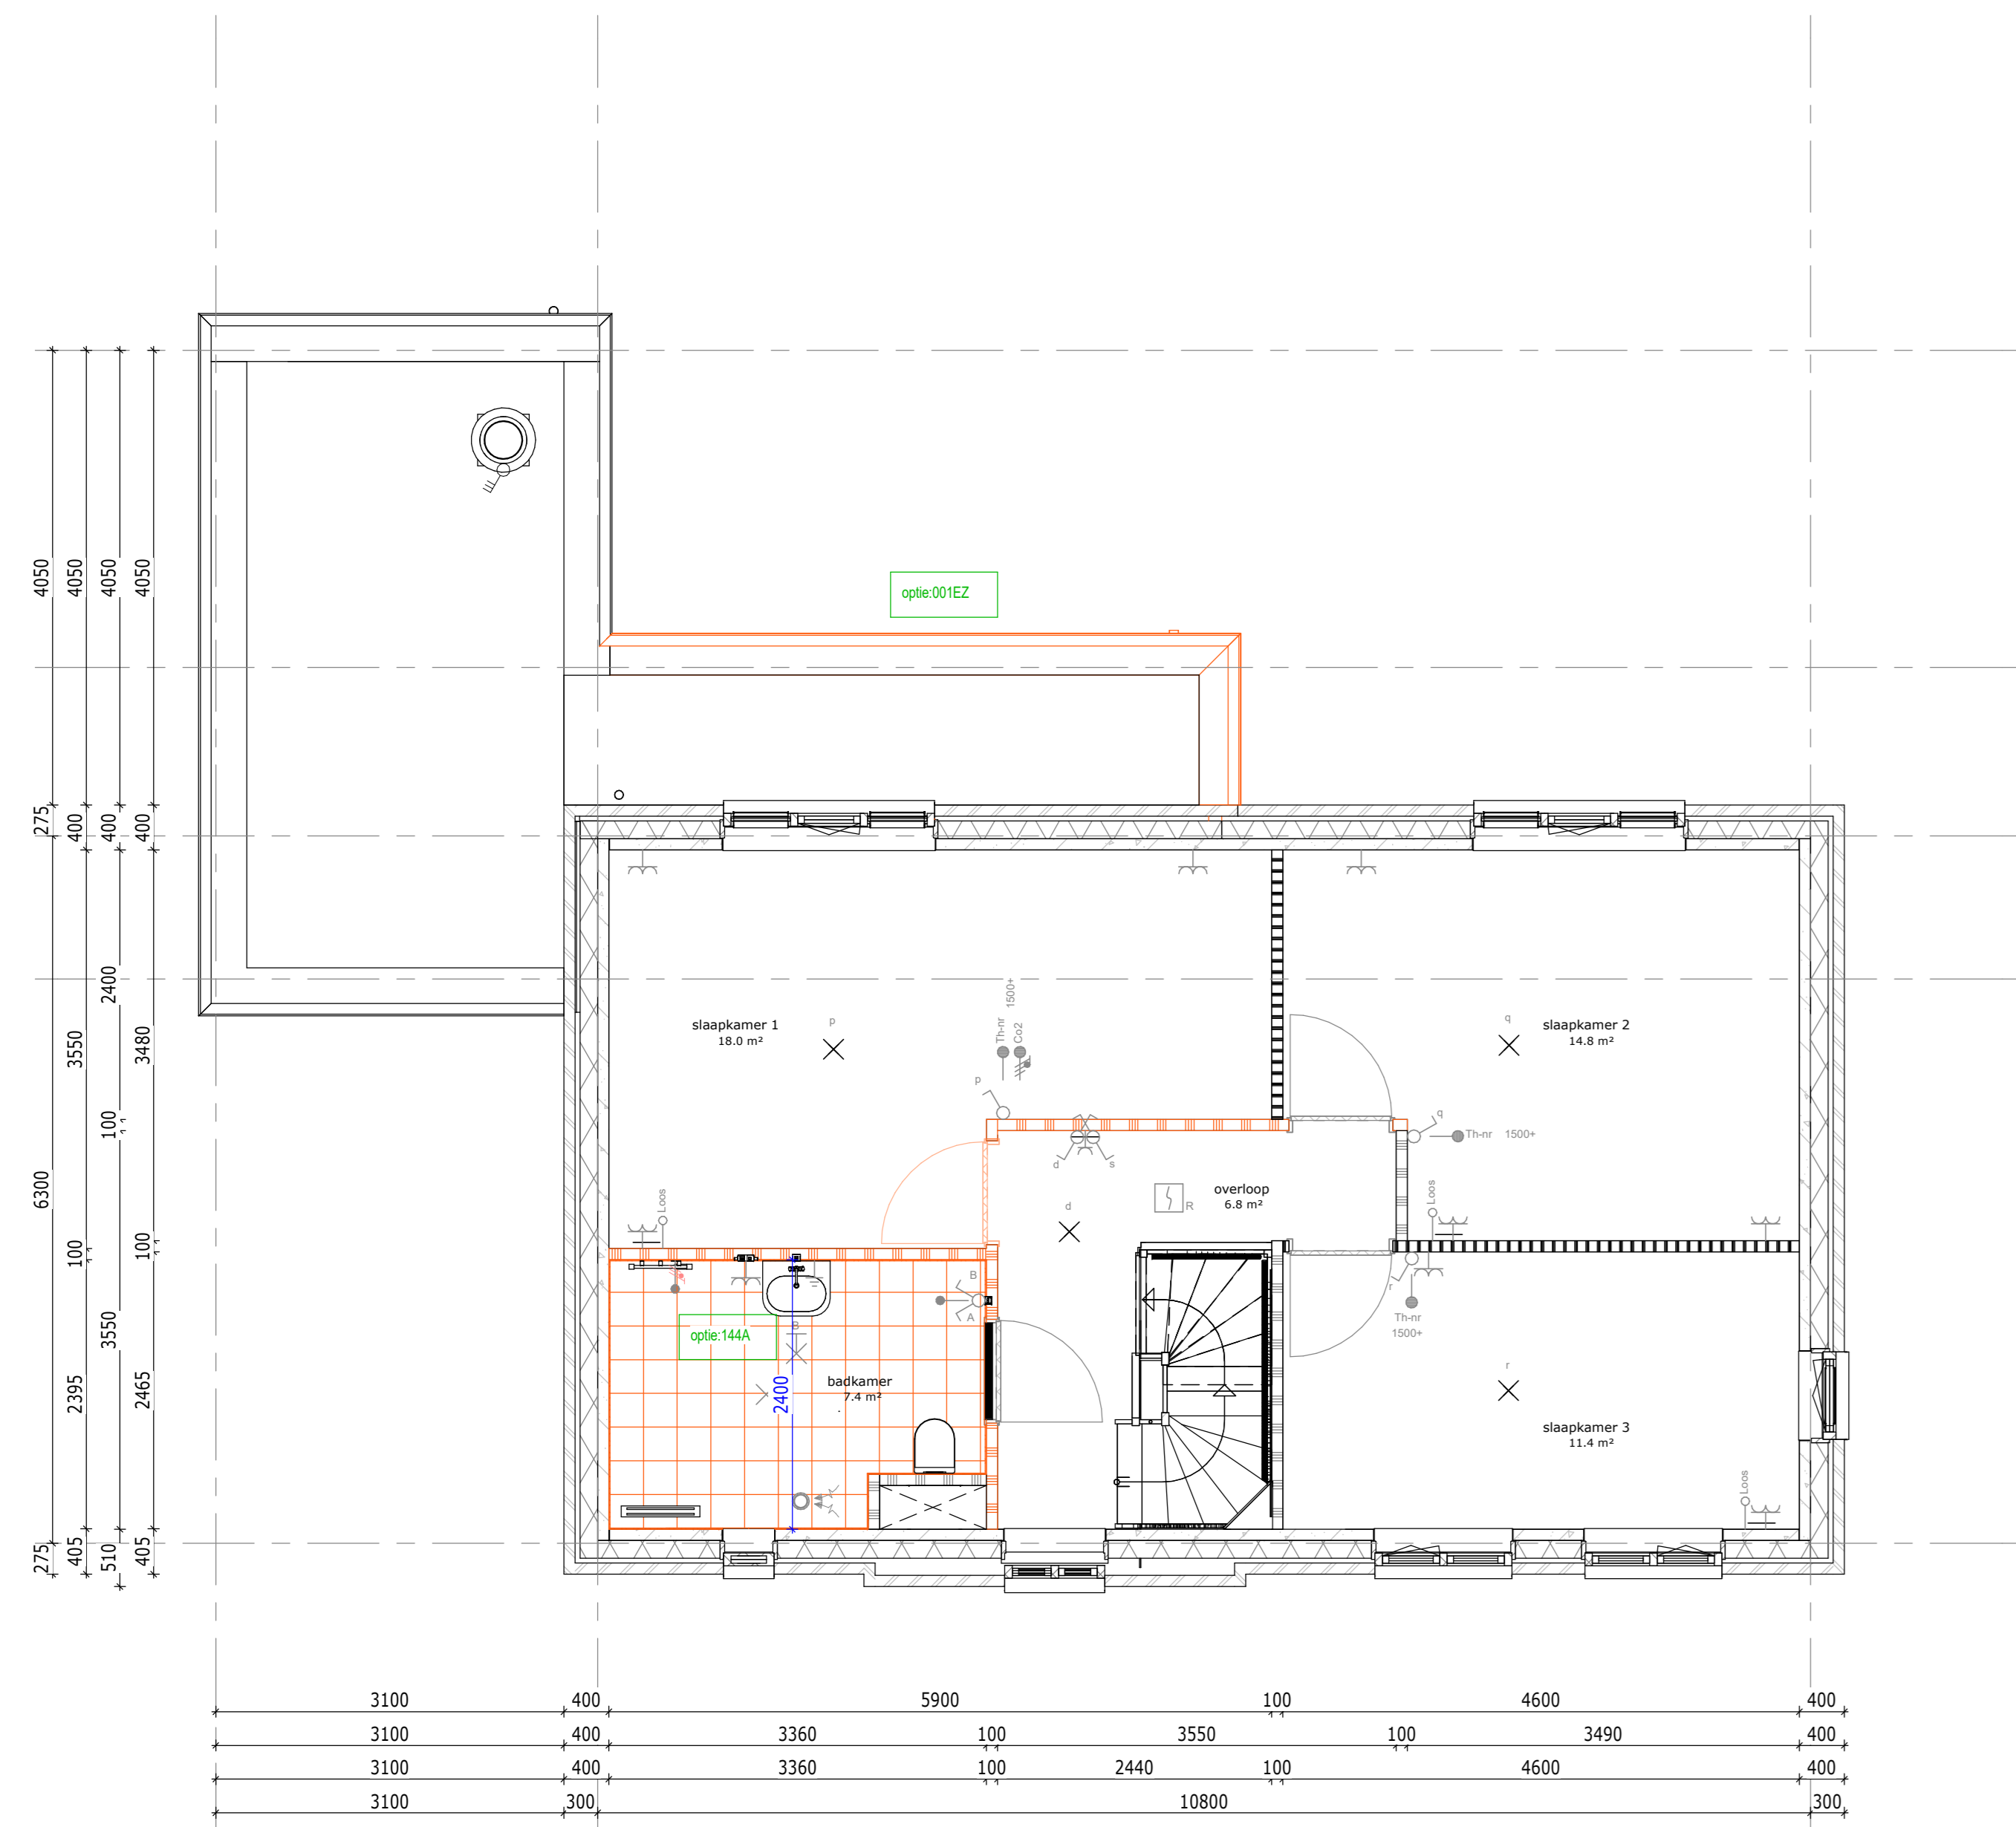 optie:001EZ
4050
4050
4050
4050
275
400
400
400
2400
3550
3480
100
6300
100
100
3550
2395
2465
275
405
510
405
slaapkamer 1
18.0 m²
p
Th-nr
1500+
Co2
p
q
slaapkamer 2
14.8 m²
q
Th-nr 1500+
d
s
overloop
6.8 m²
R
d
Loos
Loos
B
A
r
Th-nr
1500+
optie:144A
B
badkamer
7.4 m²
2400
r
slaapkamer 3
11.4 m²
Loos
3100 400 5900 100 4600 400
3100 400 3360 100 3550 100 3490 400
3100 400 3360 100 2440 100 4600 400
3100 300 10800 300